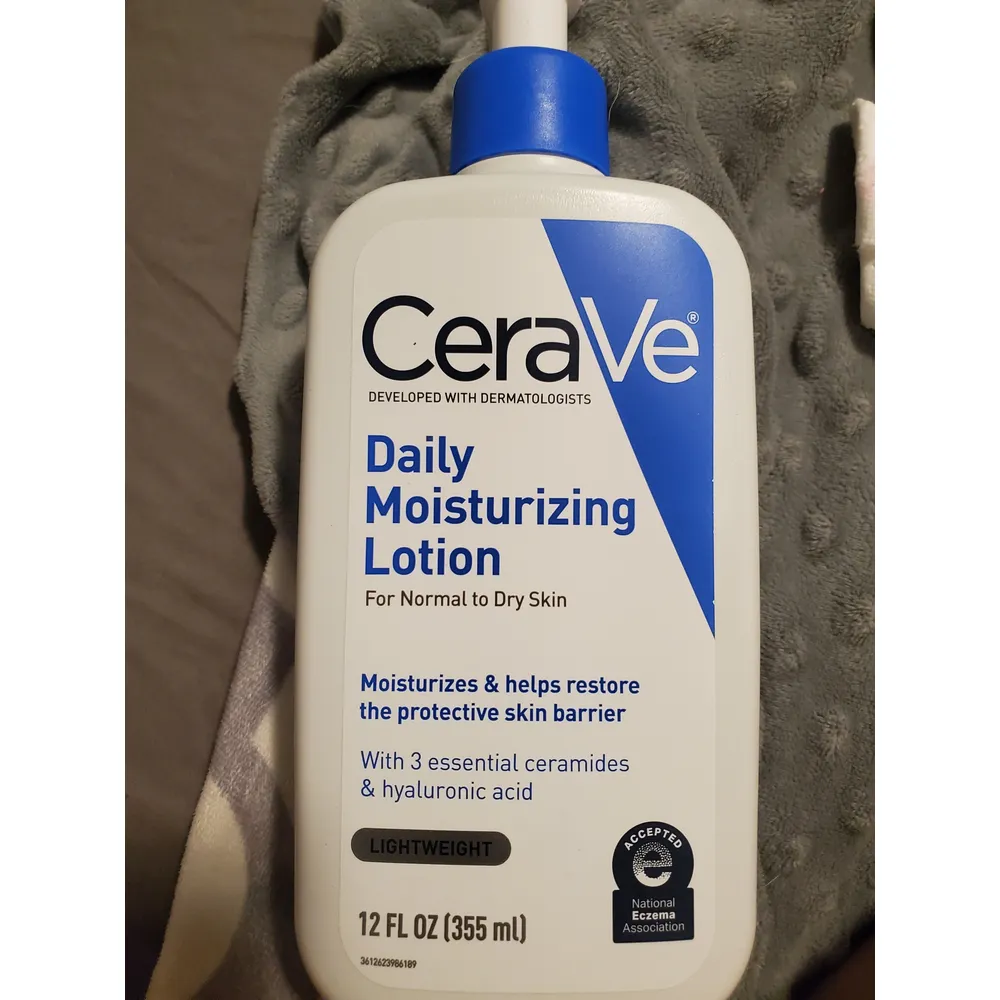 CeraVe®
DEVELOPED WITH DERMATOLOGISTS
Daily
Moisturizing
Lotion
For Normal to Dry Skin
Moisturizes & helps restore
the protective skin barrier
With 3 essential ceramides
& hyaluronic acid
LIGHTWEIGHT
ACCEPTED
e
National
Eczema
Association
12 FL OZ (355 ml)
3612623986189